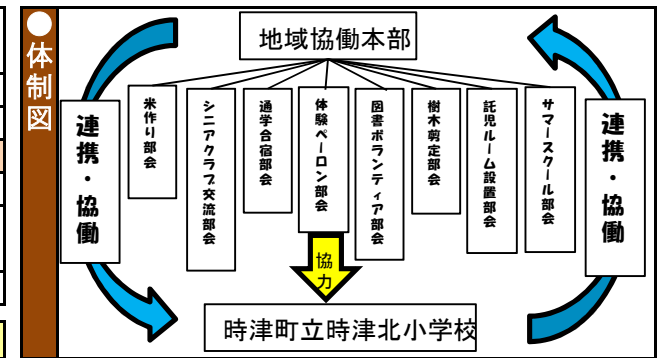 ●体制図
地域協働本部
連携・協働
米作り部会
シニアクラブ交流部会
通学合宿部会
体験ペーロン部会
図書ボランティア部会
樹木剪定部会
託児ルーム設置部会
サマースクール部会
連携・協働
協力
時津町立時津北小学校